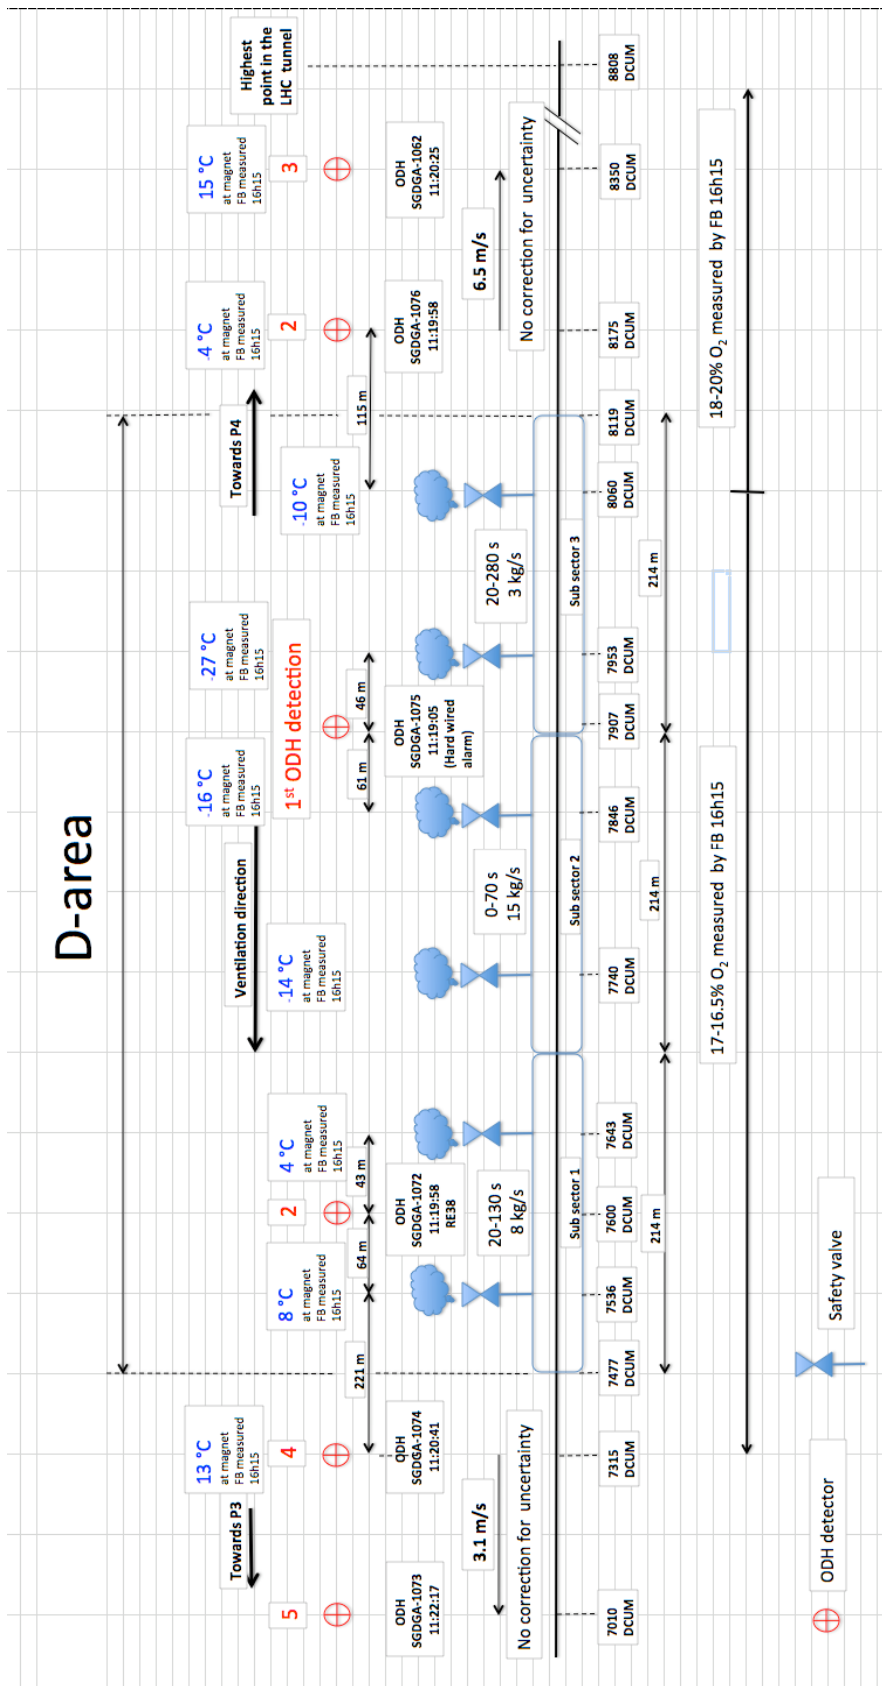 D-area
Towards P3
Ventilation direction
Towards P4
Highest
point in the
LHC tunnel
13 °C
at magnet
FB measured
16h15
8 °C
at magnet
FB measured
16h15
4 °C
at magnet
FB measured
16h15
-14 °C
at magnet
FB measured
16h15
-16 °C
at magnet
FB measured
16h15
-27 °C
at magnet
FB measured
16h15
-10 °C
at magnet
FB measured
16h15
-4 °C
at magnet
FB measured
16h15
15 °C
at magnet
FB measured
16h15
5
4
2
1st ODH detection
2
3
221 m
64 m
43 m
61 m
46 m
115 m
ODH
SGDGA-1073
11:22:17
ODH
SGDGA-1074
11:20:41
ODH
SGDGA-1072
11:19:58
RE38
ODH
SGDGA-1075
11:19:05
(Hard wired
alarm)
ODH
SGDGA-1076
11:19:58
ODH
SGDGA-1062
11:20:25
3.1 m/s
20-130 s
8 kg/s
0-70 s
15 kg/s
20-280 s
3 kg/s
6.5 m/s
No correction for uncertainty
No correction for uncertainty
Sub sector 1
Sub sector 2
Sub sector 3
7010
DCUM
7315
DCUM
7477
DCUM
7536
DCUM
7600
DCUM
7643
DCUM
7740
DCUM
7846
DCUM
7907
DCUM
7953
DCUM
8060
DCUM
8119
DCUM
8175
DCUM
8350
DCUM
8808
DCUM
214 m
214 m
214 m
17-16.5% O2 measured by FB 16h15
18-20% O2 measured by FB 16h15
ODH detector
Safety valve